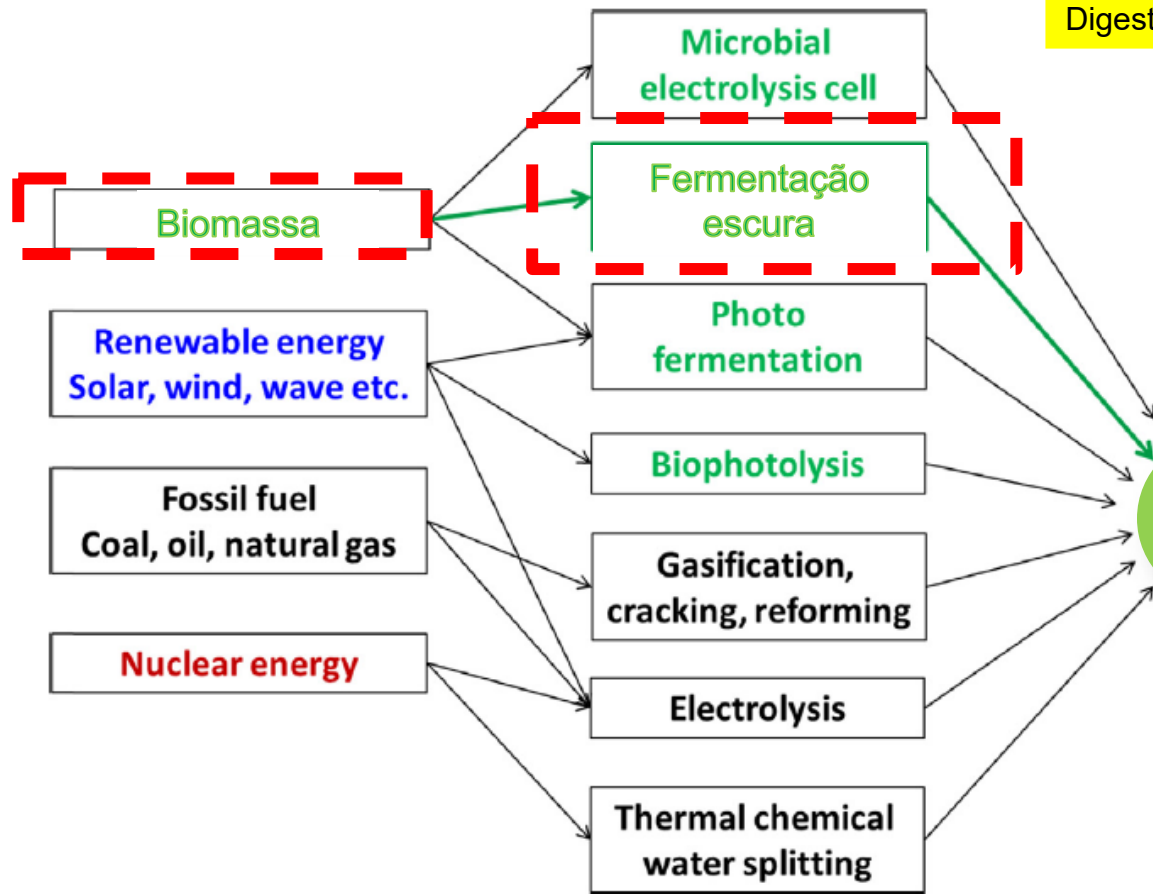 Digest
Microbial
electrolysis cell
Biomassa
Fermentação
escura
Renewable energy
Solar, wind, wave etc.
Photo
fermentation
Biophotolysis
Fossil fuel
Coal, oil, natural gas
Gasification,
cracking, reforming
Nuclear energy
Electrolysis
Thermal chemical
water splitting